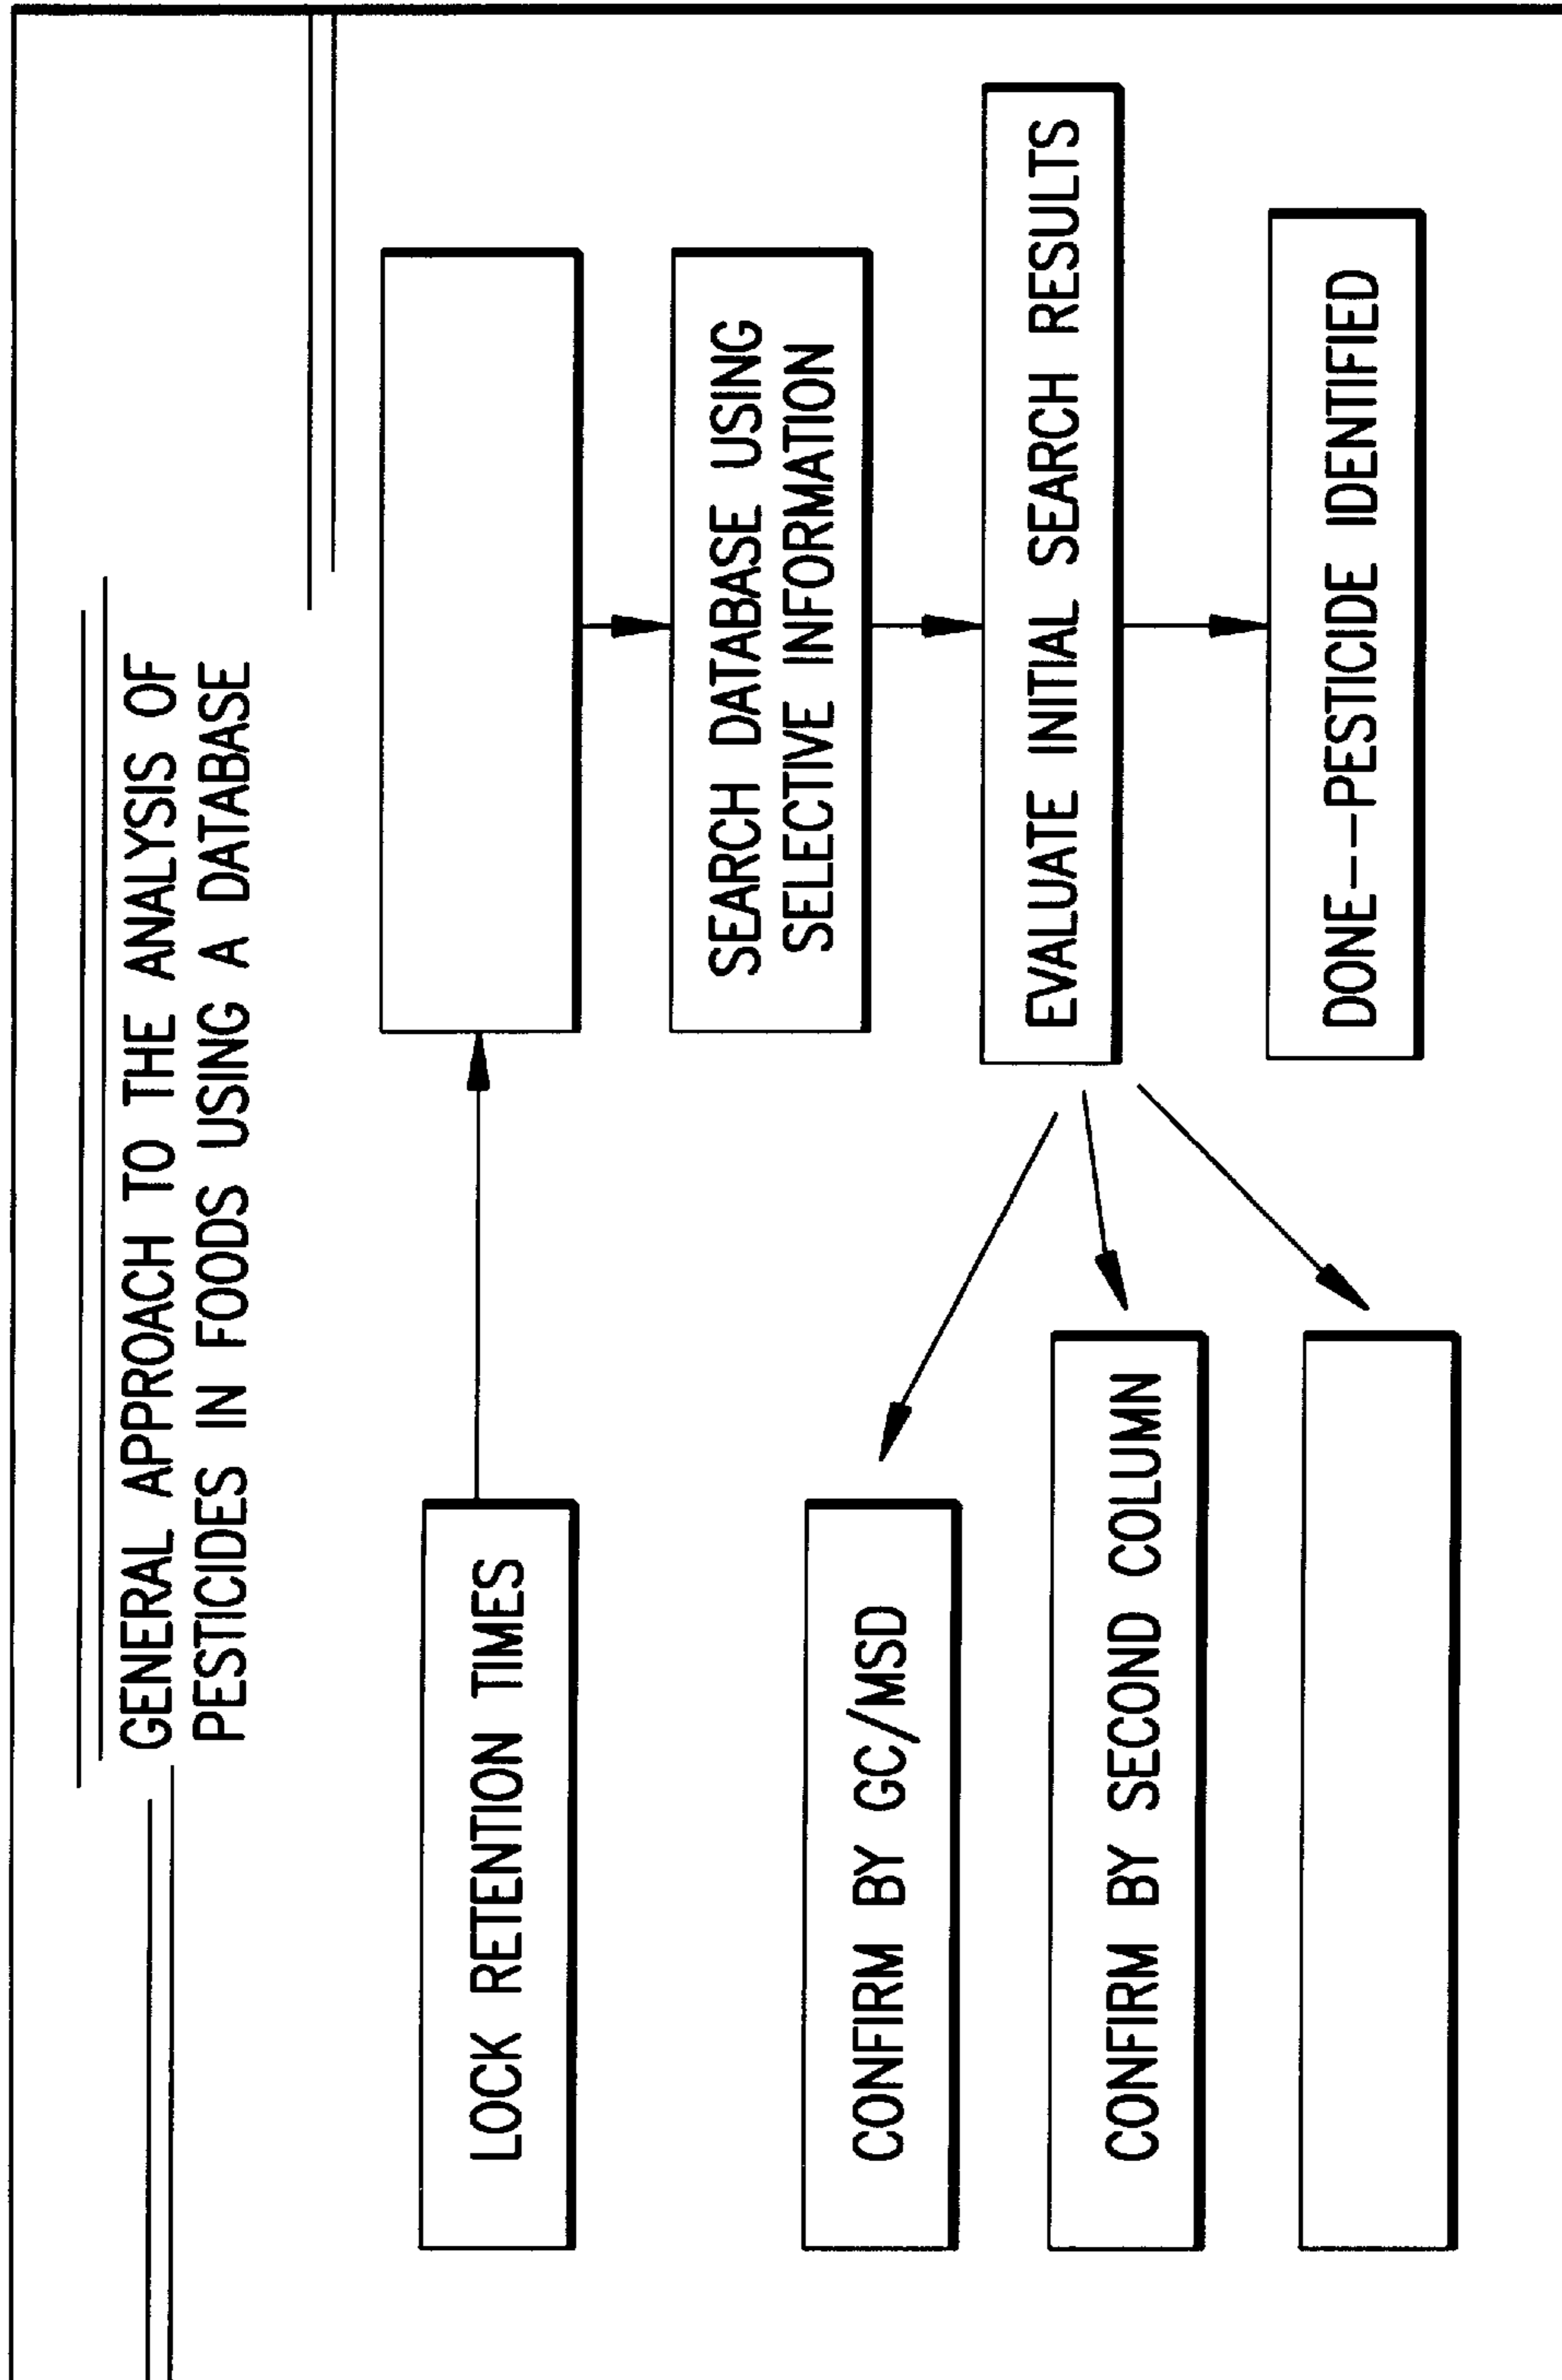 GENERAL APPROACH TO THE ANALYSIS OF
PESTICIDES IN FOODS USING A DATABASE
LOCK RETENTION TIMES
SEARCH DATABASE USING
SELECTIVE INFORMATION
EVALUATE INITIAL SEARCH RESULTS
DONE--PESTICIDE IDENTIFIED
CONFIRM BY GC/MSD
CONFIRM BY SECOND COLUMN